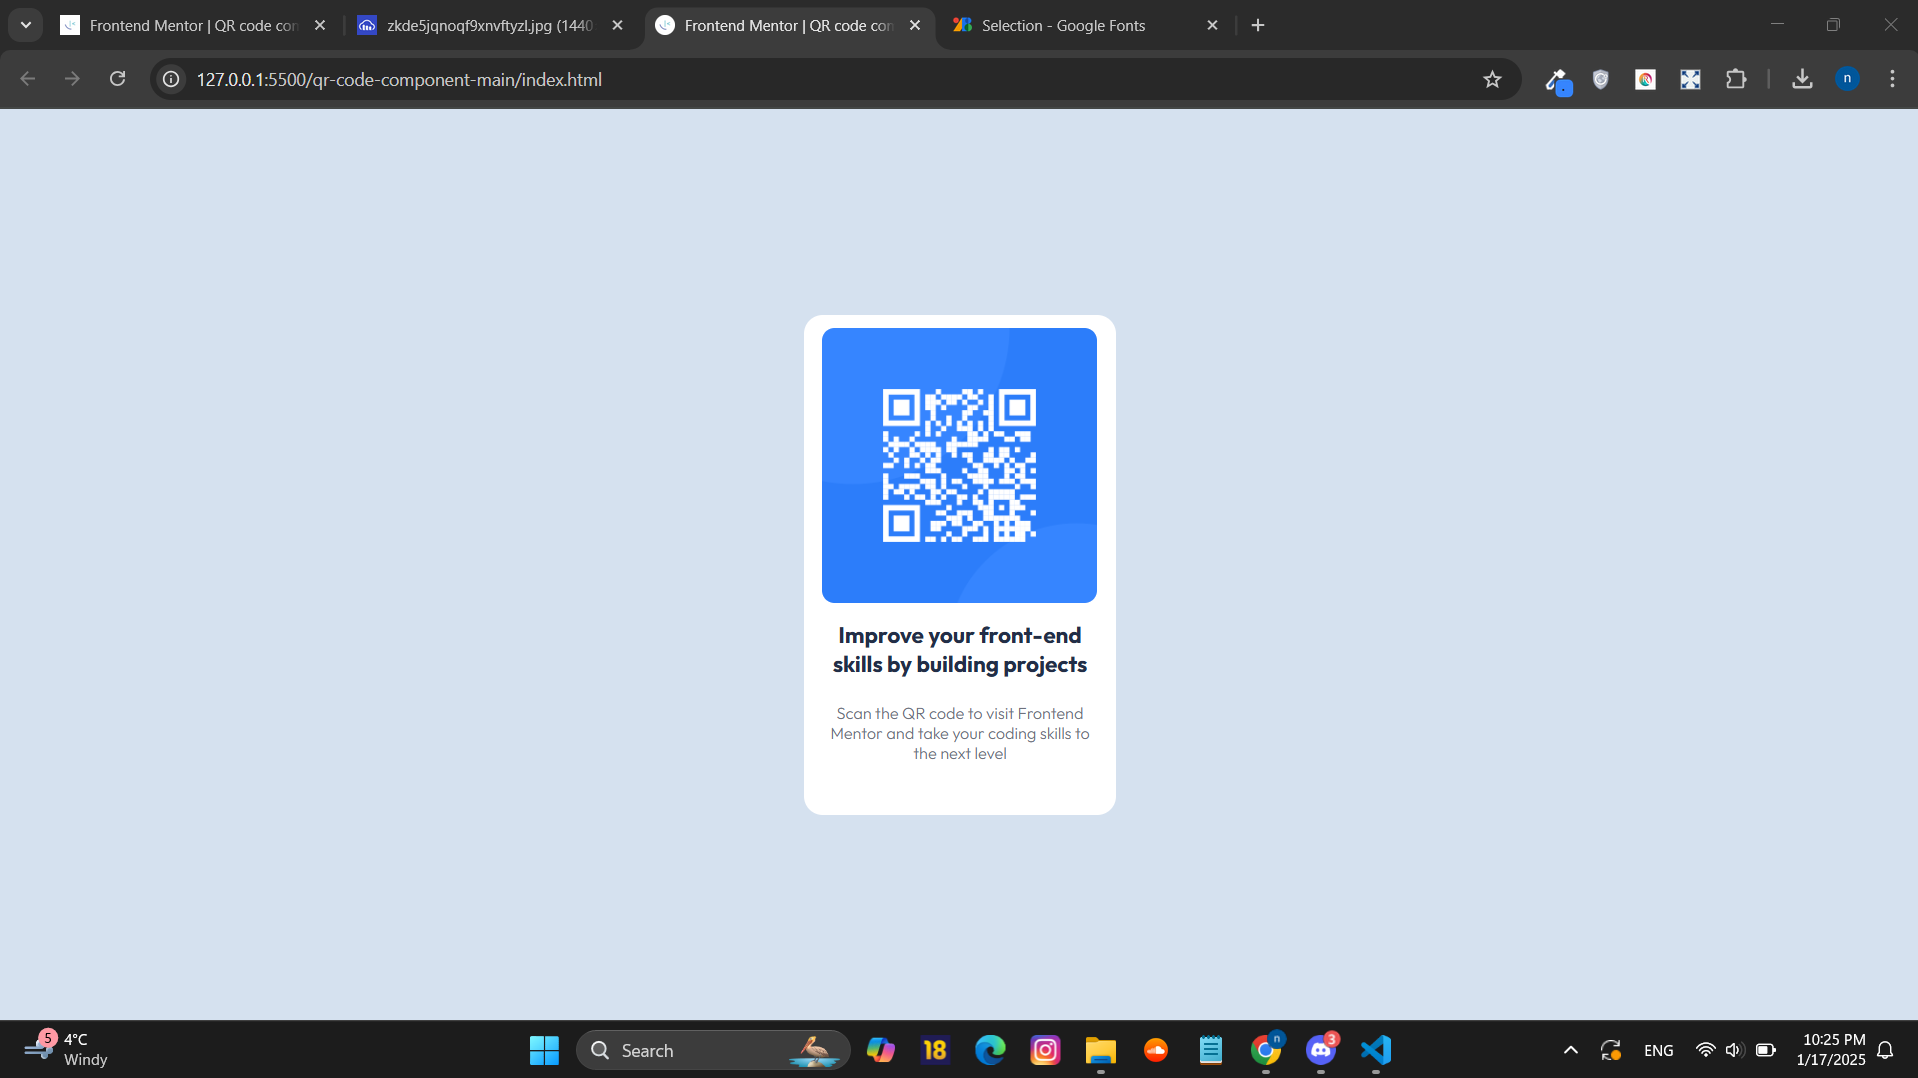 Frontend Mentor | QR code con
zkde5jgnoqf9xnvftyzl.jpg (1440
Frontend Mentor | QR code con
Selection - Google Fonts
127.0.0.1:5500/qr-code-component-main/index.html
n
Improve your front-end
skills by building projects
Scan the QR code to visit Frontend
Mentor and take your coding skills to
the next level
5
4°C
Windy
Search
18
n
3
ENG
10:25 PM
1/17/2025